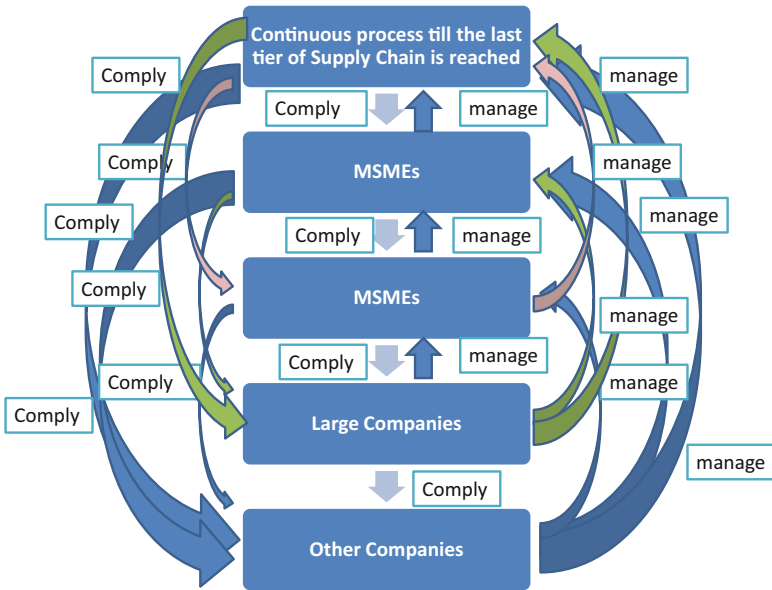 Continuous process till the last
tier of Supply Chain is reached
Comply
manage
Comply
manage
Comply
MSMEs
manage
Comply
manage
Comply
manage
Comply
MSMEs
manage
Comply
manage
Comply
manage
Comply
Large Companies
manage
Comply
Other Companies